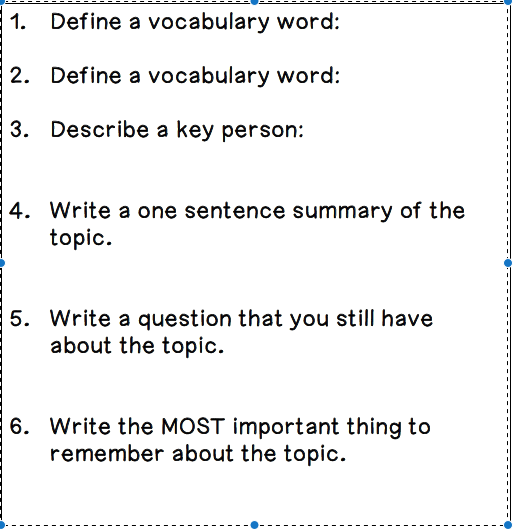 1. Define a vocabulary word:
2. Define a vocabulary word:
3. Describe a key person:
4. Write a one sentence summary of the
topic.
5. Write a question that you still have
about the topic.
6. Write the MOST important thing to
remember about the topic.